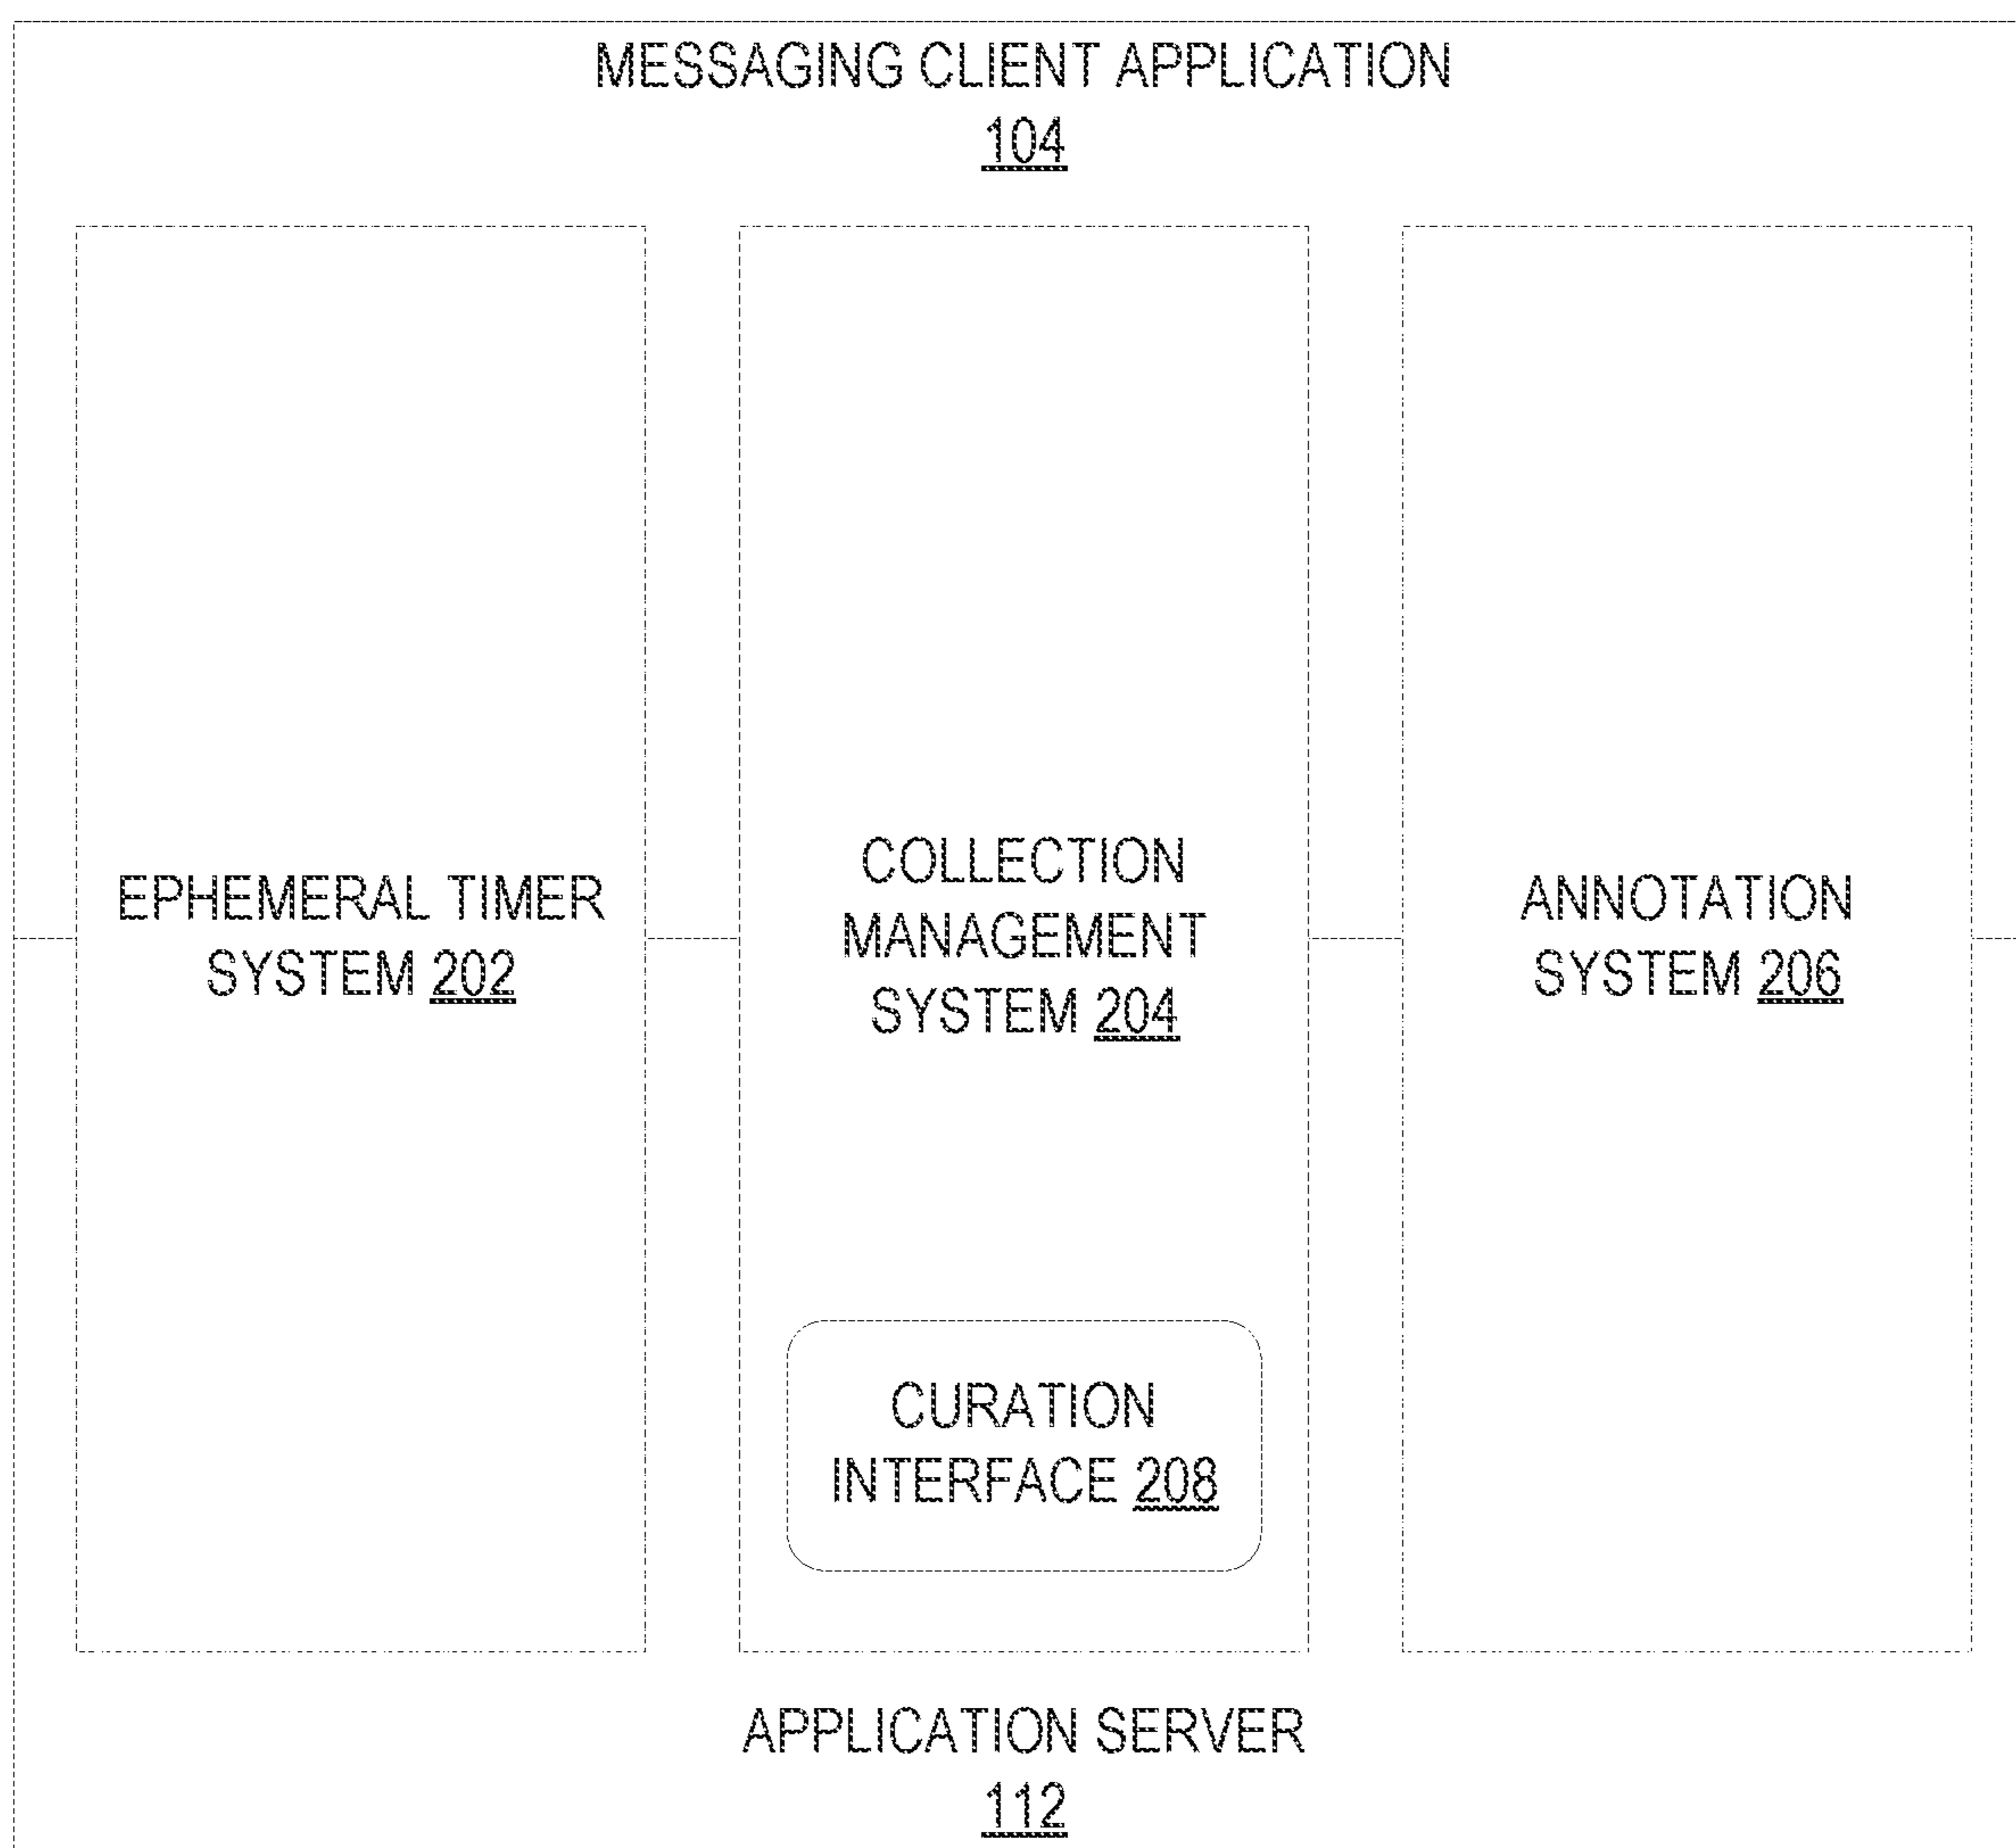 MESSAGING CLIENT APPLICATION
104
EPHEMERAL TIMER
SYSTEM 202
COLLECTION
MANAGEMENT
SYSTEM 204
ANNOTATION
SYSTEM 206
CURATION
INTERFACE 208
APPLICATION SERVER
112